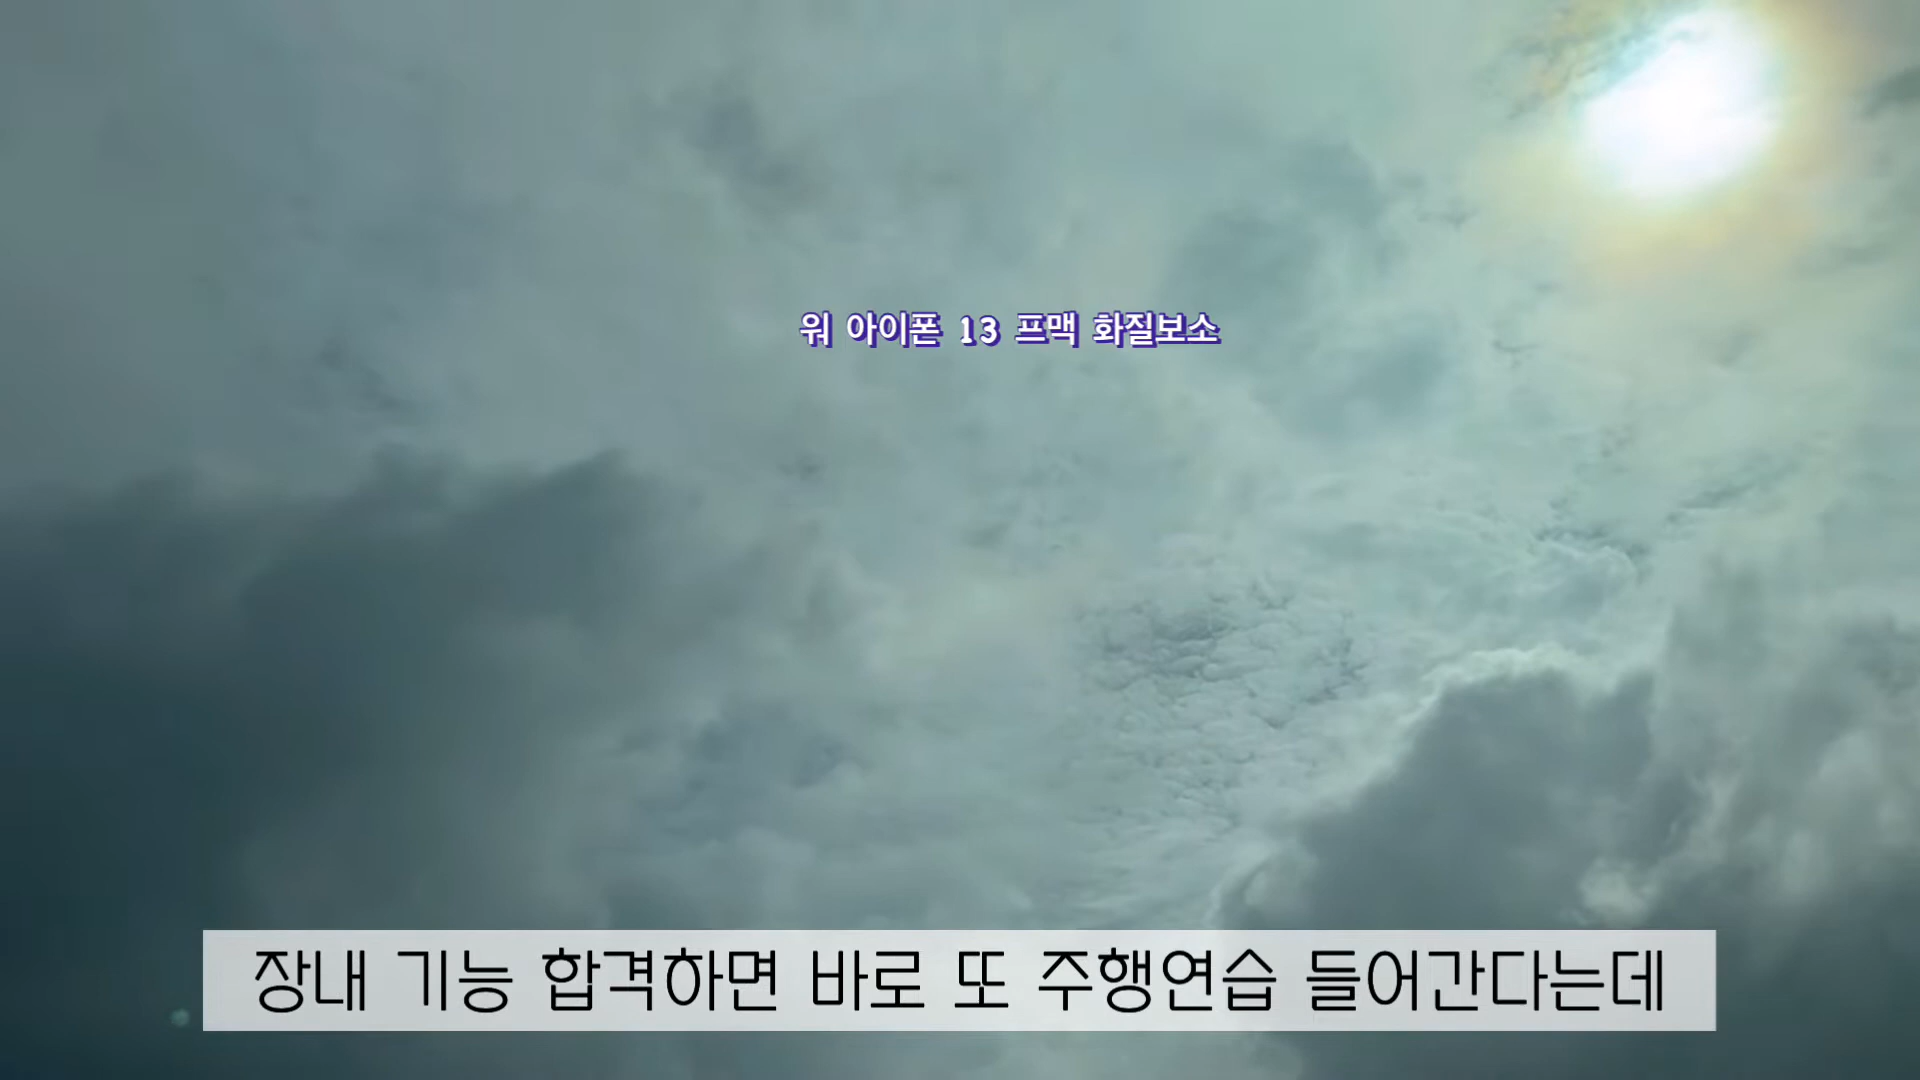 워 아이폰 13 프맥 화질보소
장내 기능 합격하면 바로 또 주행연습 들어간다는데